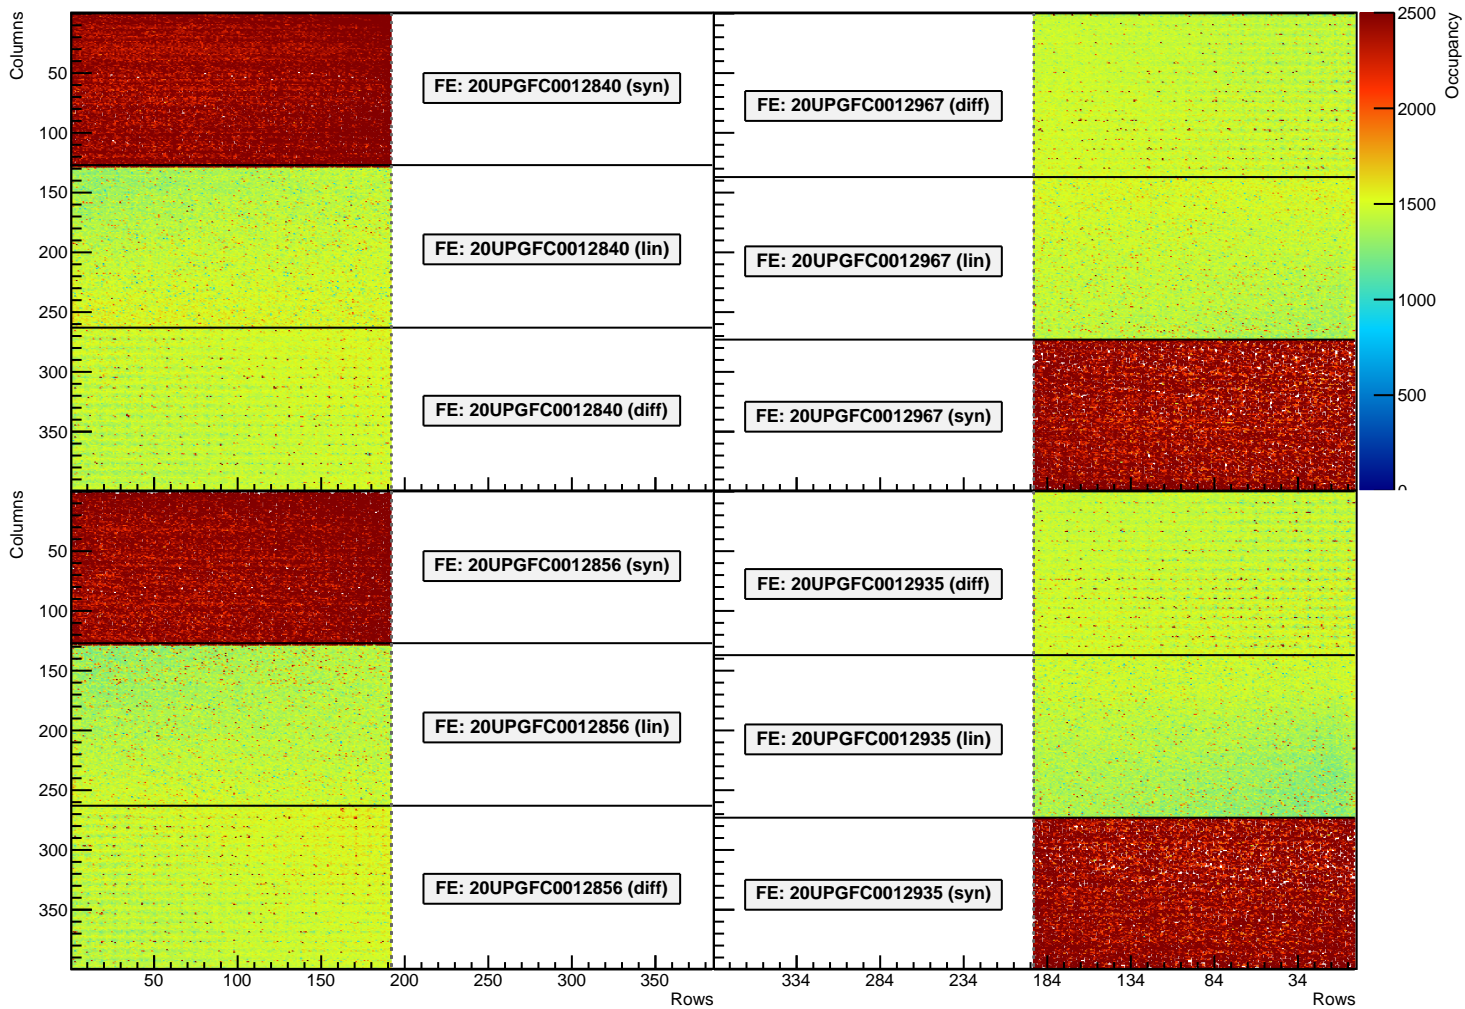 Columns
50
100
150
200
250
300
350
FE: 20UPGFC0012840 (syn)
FE: 20UPGFC0012840 (lin)
FE: 20UPGFC0012840 (diff)
FE: 20UPGFC0012967 (diff)
FE: 20UPGFC0012967 (lin)
FE: 20UPGFC0012967 (syn)
2500
2000
1500
1000
500
0
Occupancy
Columns
50
100
150
200
250
300
350
FE: 20UPGFC0012856 (syn)
FE: 20UPGFC0012856 (lin)
FE: 20UPGFC0012856 (diff)
FE: 20UPGFC0012935 (diff)
FE: 20UPGFC0012935 (lin)
FE: 20UPGFC0012935 (syn)
50 100 150 200 250 300 350
Rows
334 284 234 184 134 84 34
Rows